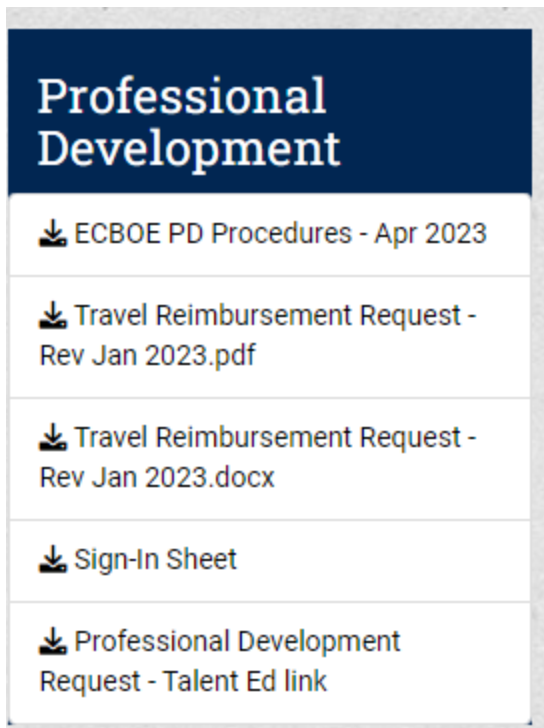 Professional
Development
ECBOE PD Procedures - Apr 2023
Travel Reimbursement Request -
Rev Jan 2023.pdf
Travel Reimbursement Request -
Rev Jan 2023.docx
Sign-In Sheet
Professional Development
Request - Talent Ed link